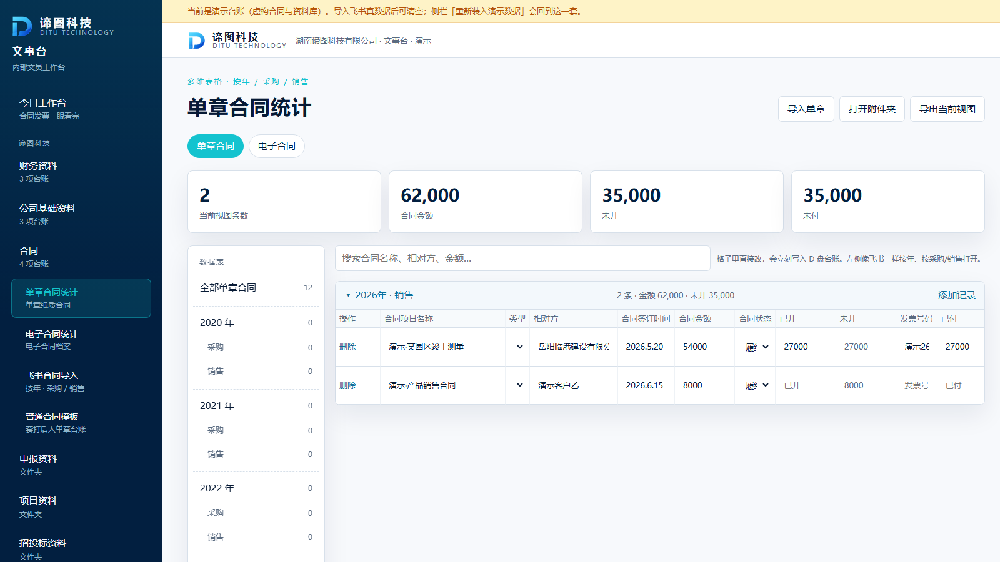 谛图科技
DITU TECHNOLOGY
文事台
内部文员工作台
今日工作台
合同发票一眼看完
谛图科技
财务资料
3 项台账
公司基础资料
3 项台账
合同
4 项台账
单章合同统计
单章纸质合同
电子合同统计
电子合同档案
飞书合同导入
按年 · 采购 / 销售
普通合同模板
套打后入单章台账
申报资料
文件夹
项目资料
文件夹
招投标资料
文件夹
当前是演示台账（虚构合同与资料库）。导入飞书真数据后可清空；侧栏「重新装入演示数据」会回到这一套。
谛图科技
DITU TECHNOLOGY
湖南谛图科技有限公司 · 文事台 · 演示
多维表格 · 按年 / 采购 / 销售
单章合同统计
导入单章 打开附件夹 导出当前视图
单章合同 电子合同
2
当前视图条数
62,000
合同金额
35,000
未开
35,000
未付
数据表
全部单章合同 12
2020 年 0
采购 0
销售 0
2021 年 0
采购 0
销售 0
2022 年 0
采购 0
销售 0
搜索合同名称、相对方、金额...
格子里直接改，会立刻写入 D 盘台账。左侧像飞书一样按年、按采购/销售打开。
2026年 · 销售 2 条 · 金额 62,000 · 未开 35,000 添加记录
操作 合同项目名称 类型 相对方 合同签订时间 合同金额 合同状态 已开 未开 发票号码 已付
删除 演示·某园区竣工测量 岳阳临港建设有限公 2026.5.20 54000 履 27000 27000 演示26 27000
删除 演示·产品销售合同 演示客户乙 2026.6.15 8000 履 已开 8000 发票号 已付